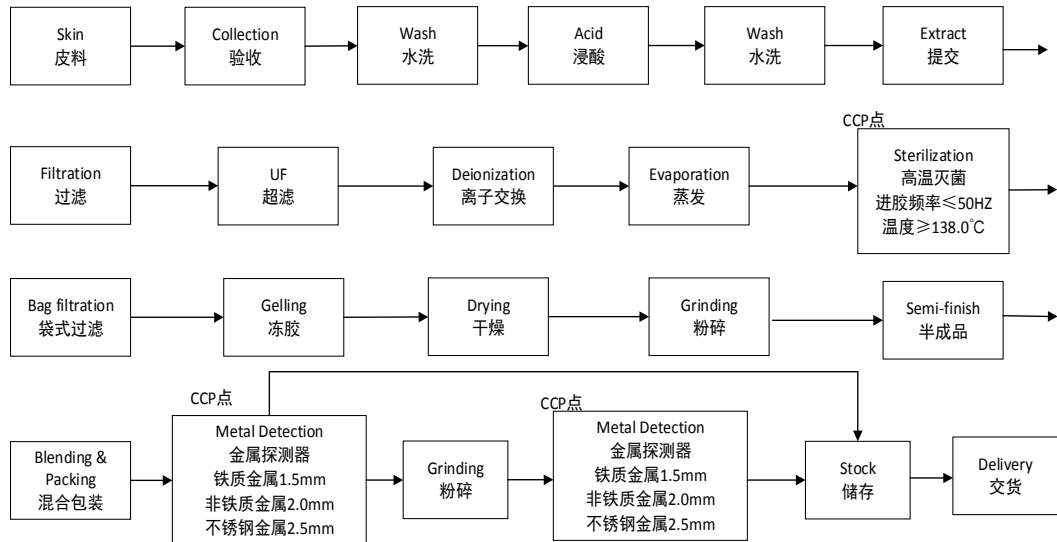 Skin
皮料
Collection
验收
Wash
水洗
Acid
浸酸
Wash
水洗
Extract
提交
Filtration
过滤
UF
超滤
Deionization
离子交换
Evaporation
蒸发
CCP点
Sterilization
高温灭菌
进胶频率≤50HZ
温度≥138.0℃
Bag filtration
袋式过滤
Gelling
冻胶
Drying
干燥
Grinding
粉碎
Semi-finish
半成品
Blending &
Packing
混合包装
CCP点
Metal Detection
金属探测器
铁质金属1.5mm
非铁质金属2.0mm
不锈钢金属2.5mm
Grinding
粉碎
CCP点
Metal Detection
金属探测器
铁质金属1.5mm
非铁质金属2.0mm
不锈钢金属2.5mm
Stock
储存
Delivery
交货